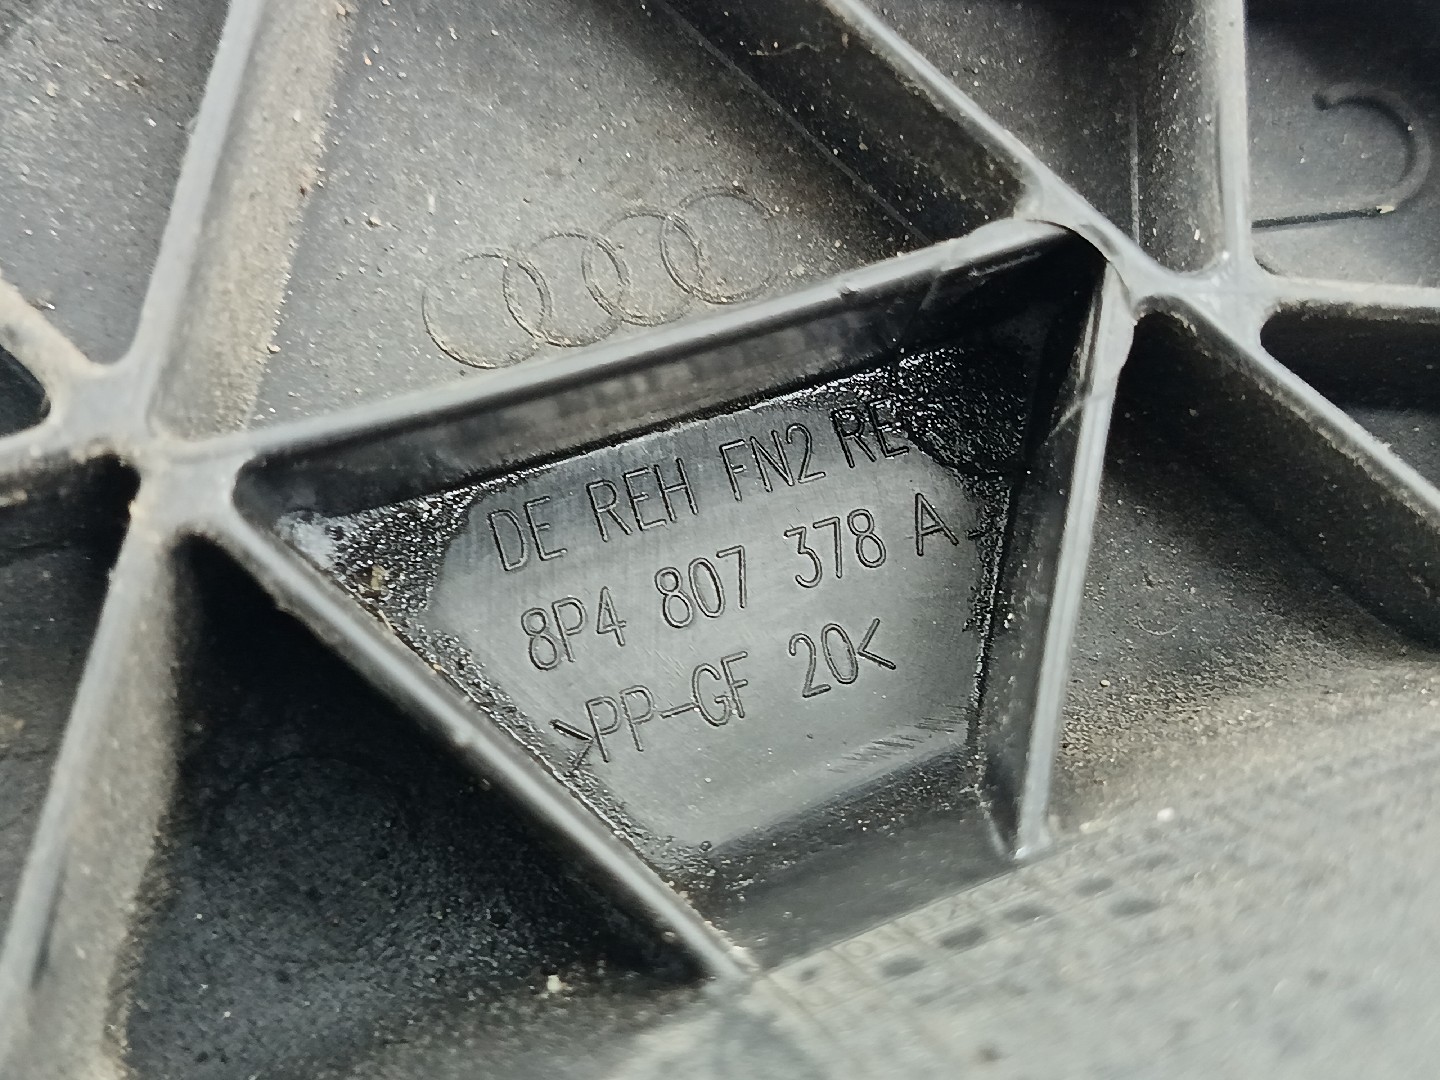 DE REH FN2 RE
8P4 807 378 A
>PP-GF 20<